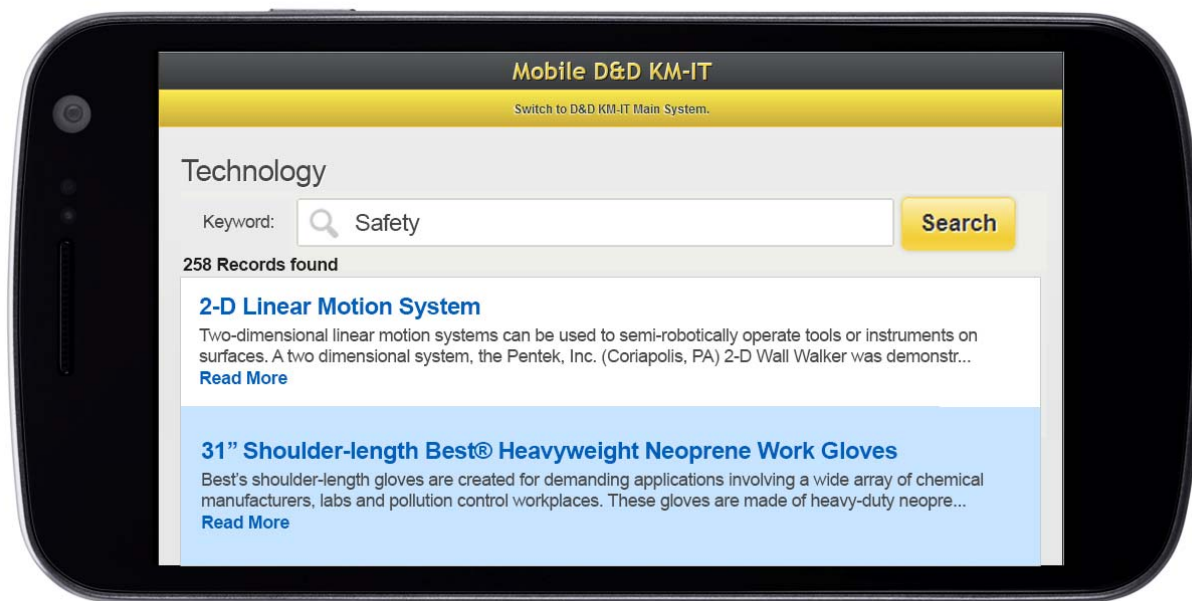 Mobile D&D KM-IT
Switch to D&D KM-IT Main System.
Technology
Keyword: Safety Search
258 Records found
2-D Linear Motion System
Two-dimensional linear motion systems can be used to semi-robotically operate tools or instruments on
surfaces. A two dimensional system, the Pentek, Inc. (Coriapolis, PA) 2-D Wall Walker was demonstr...
Read More
31” Shoulder-length Best® Heavyweight Neoprene Work Gloves
Best’s shoulder-length gloves are created for demanding applications involving a wide array of chemical
manufacturers, labs and pollution control workplaces. These gloves are made of heavy-duty neopre...
Read More